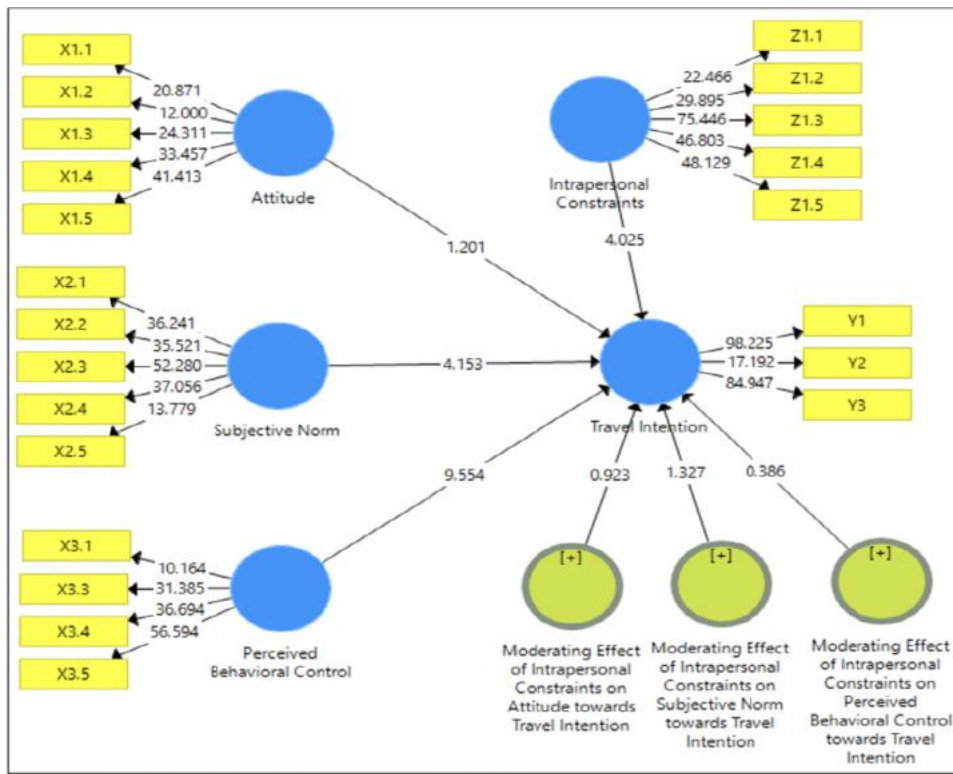 X1.1
X1.2
X1.3
X1.4
X1.5
20.871
12.000
24.311
33.457
41.413
Attitude
Z1.1
Z1.2
Z1.3
Z1.4
Z1.5
22.466
29.895
75.446
46.803
48.129
Intrapersonal
Constraints
1.201
4.025
X2.1
X2.2
X2.3
X2.4
X2.5
36.241
35.521
52.280
37.056
13.779
Subjective Norm
4.153
Y1
Y2
Y3
98.225
17.192
84.947
Travel Intention
9.554
0.923
1.327
0.386
X3.1
X3.3
X3.4
X3.5
10.164
31.385
36.694
56.594
Perceived
Behavioral Control
[+]
Moderating Effect
of Intrapersonal
Constraints on
Attitude towards
Travel Intention
[+]
Moderating Effect
of Intrapersonal
Constraints on
Subjective Norm
towards Travel
Intention
[+]
Moderating Effect
of Intrapersonal
Constraints on
Perceived
Behavioral Control
towards Travel
Intention